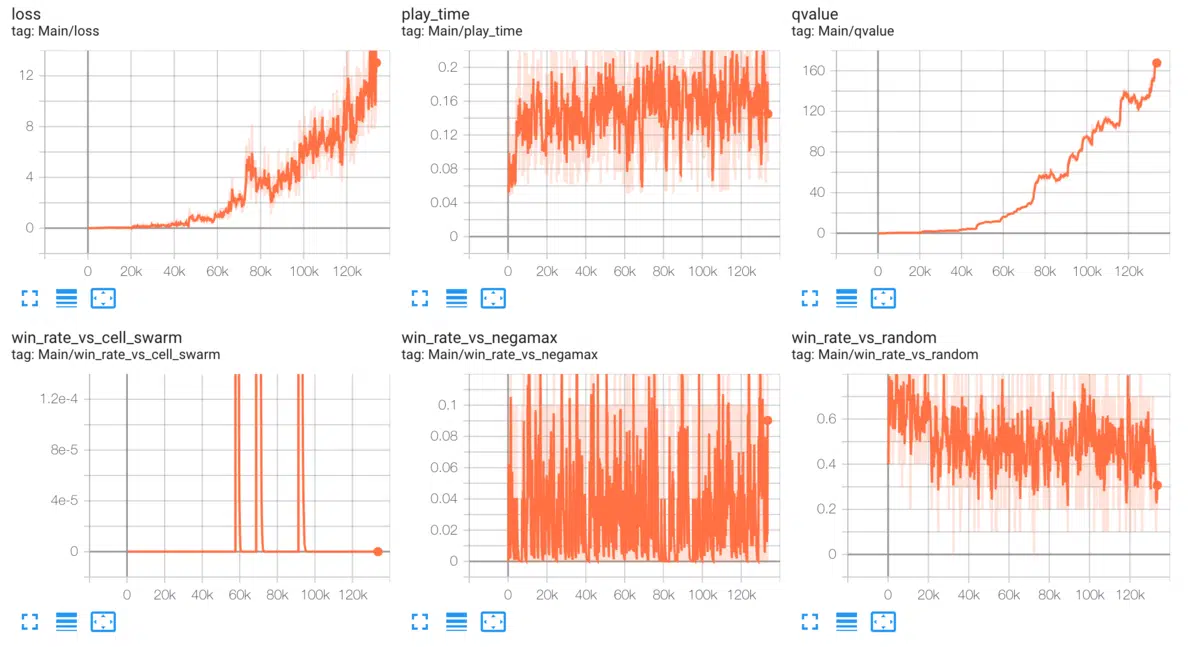 loss
tag: Main/loss
12
8
4
0
0 20k 40k 60k 80k 100k 120k
play_time
tag: Main/play_time
0.2
0.16
0.12
0.08
0.04
0
0 20k 40k 60k 80k 100k 120k
qvalue
tag: Main/qvalue
160
120
80
40
0
0 20k 40k 60k 80k 100k 120k
win_rate_vs_cell_swarm
tag: Main/win_rate_vs_cell_swarm
1.2e-4
8e-5
4e-5
0
0 20k 40k 60k 80k 100k 120k
win_rate_vs_negamax
tag: Main/win_rate_vs_negamax
0.1
0.08
0.06
0.04
0.02
0
0 20k 40k 60k 80k 100k 120k
win_rate_vs_random
tag: Main/win_rate_vs_random
0.6
0.4
0.2
0
0 20k 40k 60k 80k 100k 120k